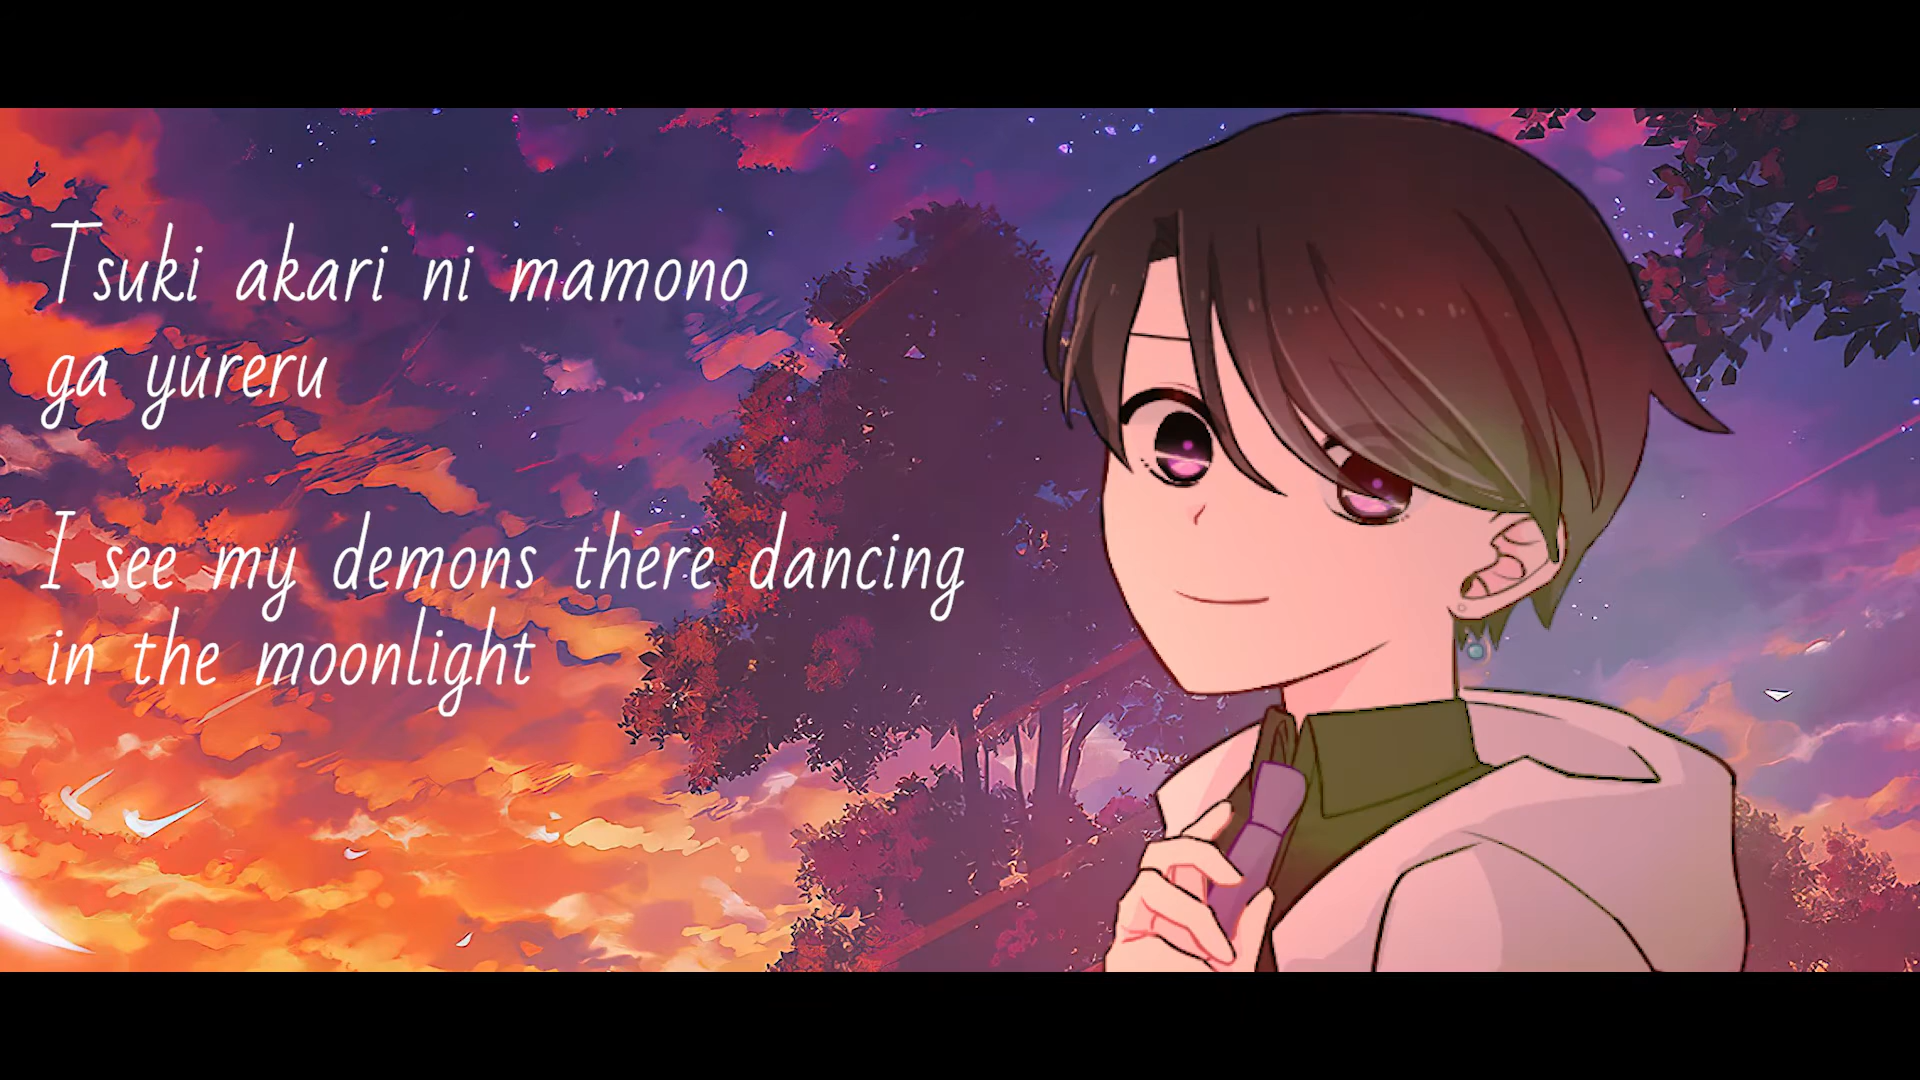 Tsuki akari ni mamono
ga yureru
I see my demons there dancing
in the moonlight